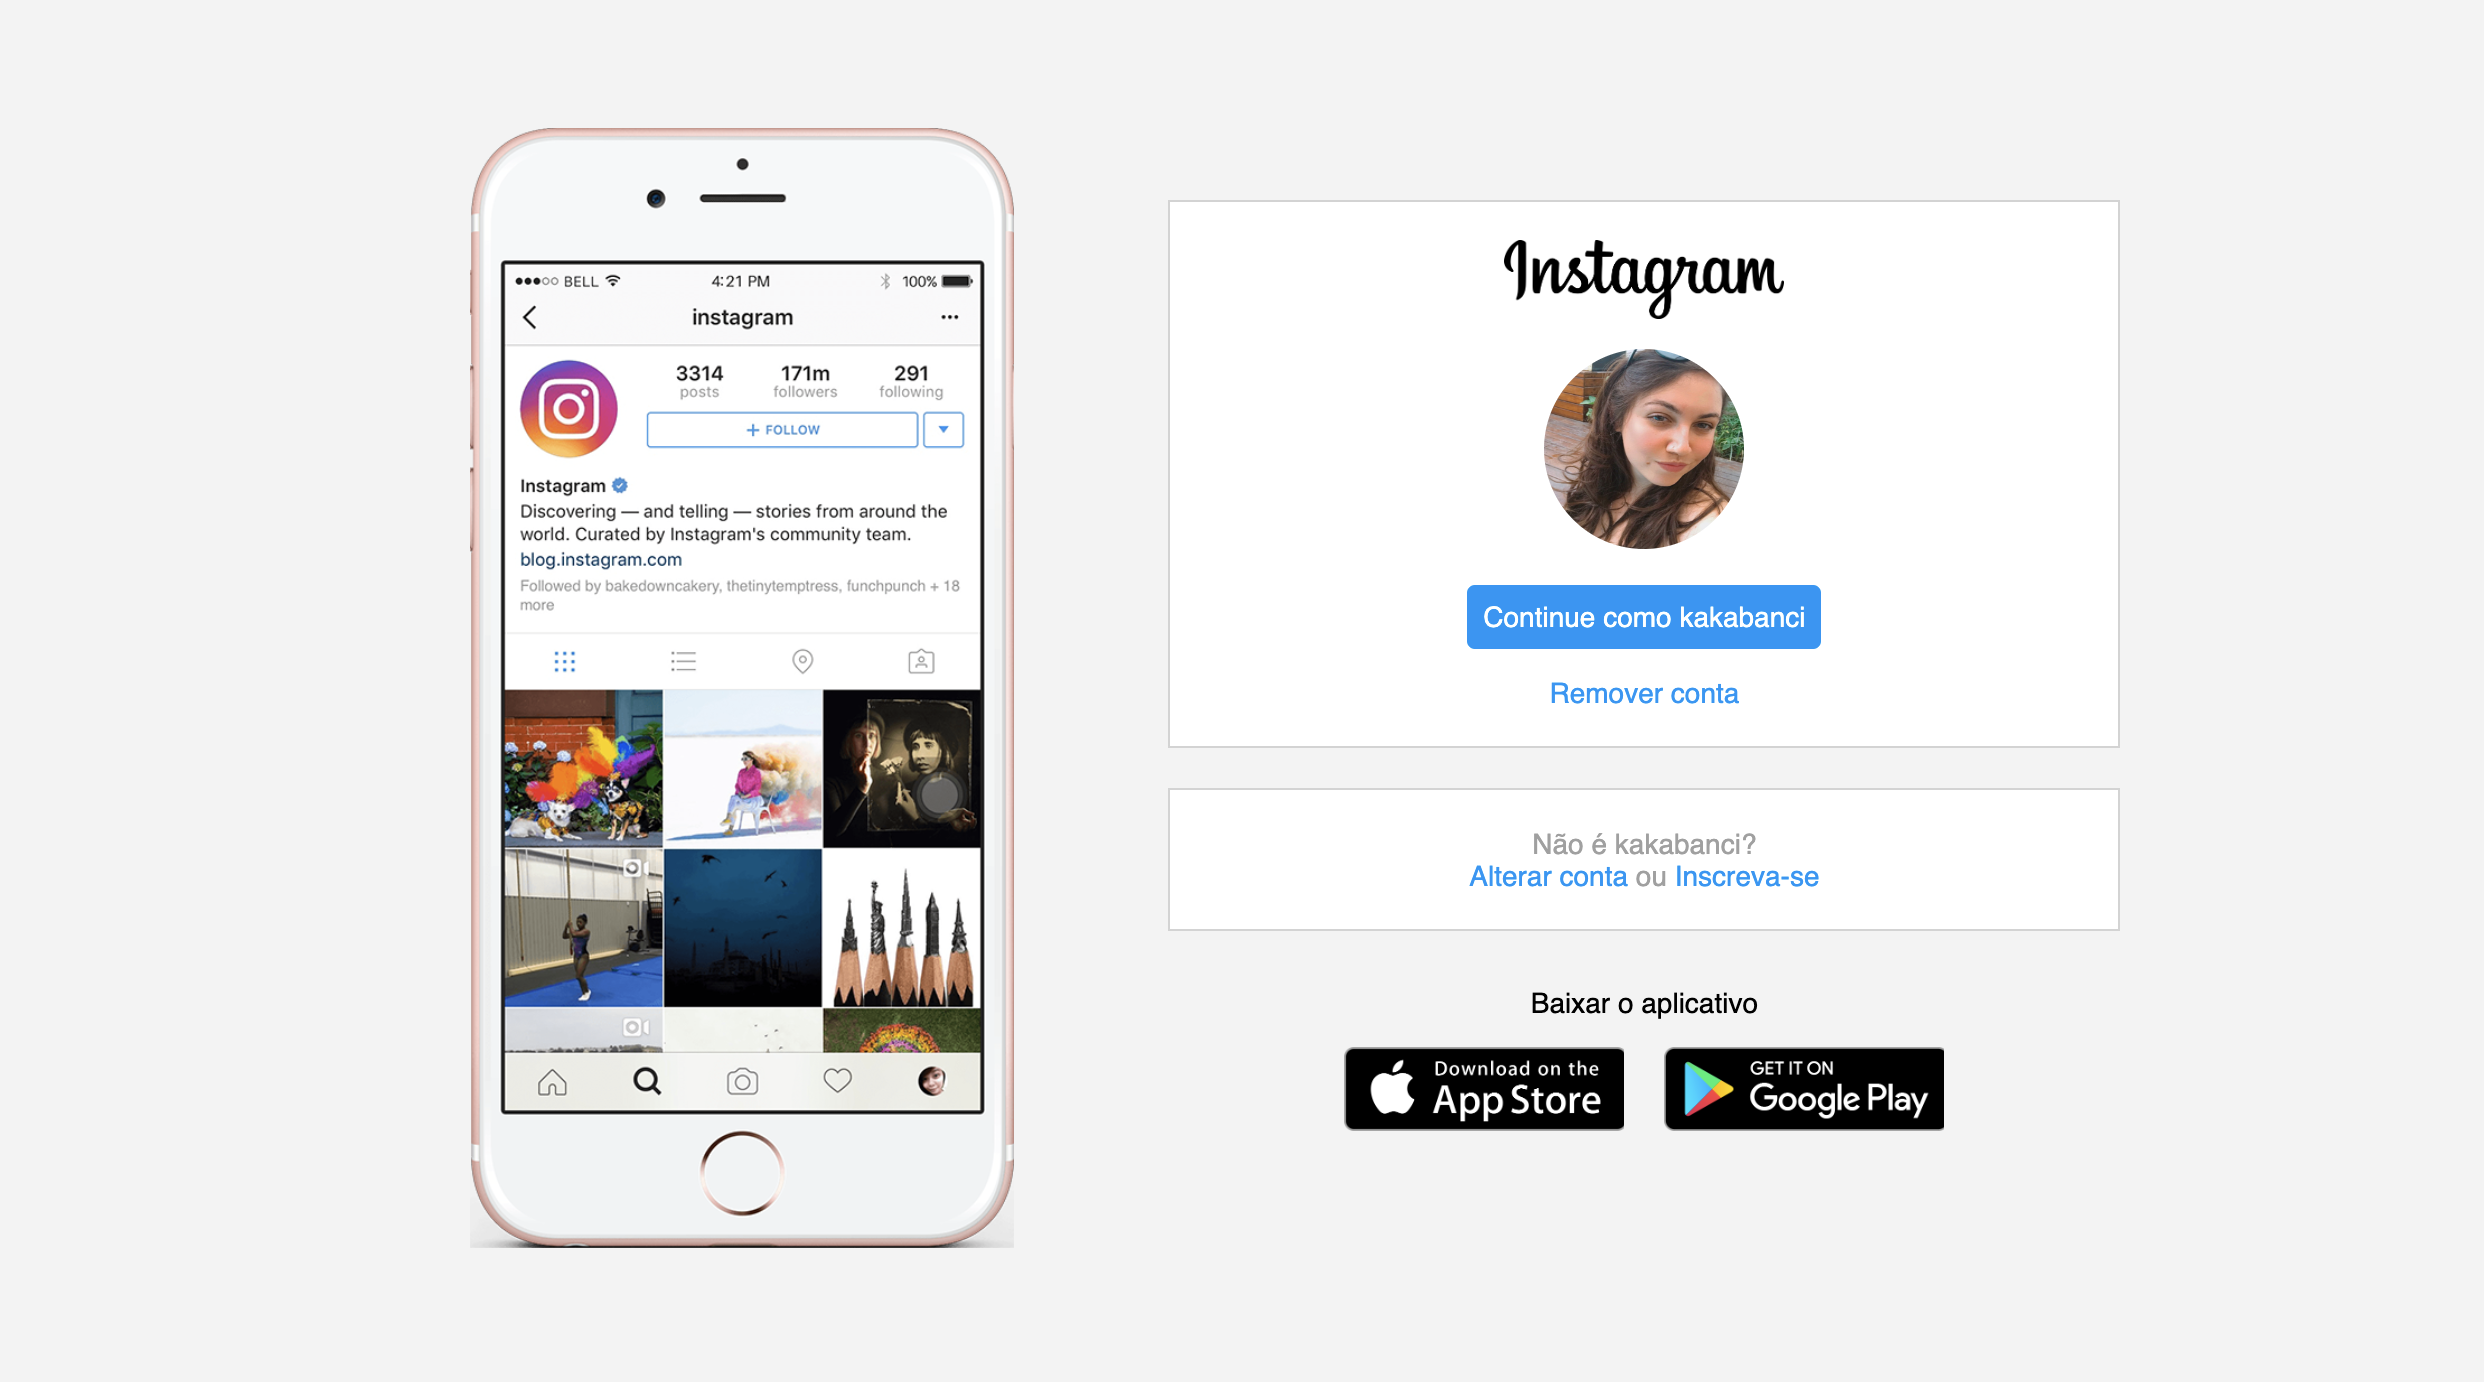 BELL
4:21 PM
100%
instagram
3314
posts
171m
followers
291
following
+ FOLLOW
Instagram
Discovering — and telling — stories from around the
world. Curated by Instagram's community team.
blog.instagram.com
Followed by bakedowncakery, thetinytemptress, funchpunch + 18
more
Instagram
Continue como kakabanci
Remover conta
Não é kakabanci?
Alterar conta ou Inscreva-se
Baixar o aplicativo
Download on the
App Store
GET IT ON
Google Play